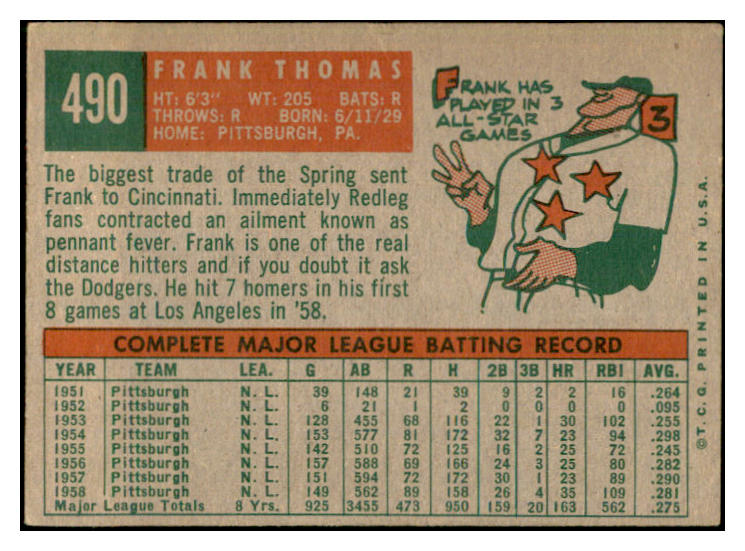 490
FRANK THOMAS
HT: 6'3" WT: 205 BATS: R
THROWS: R BORN: 6/11/29
HOME: PITTSBURGH, PA.
FRANK HAS
PLAYED IN 3
ALL-STAR
GAMES
3
The biggest trade of the Spring sent
Frank to Cincinnati. Immediately Redleg
fans contracted an ailment known as
pennant fever. Frank is one of the real
distance hitters and if you doubt it ask
the Dodgers. He hit 7 homers in his first
8 games at Los Angeles in '58.
COMPLETE MAJOR LEAGUE BATTING RECORD
YEAR TEAM LEA. G AB R H 2B 3B HR RBI AVG.
1951 Pittsburgh N. L. 39 148 21 39 9 2 2 16 .264
1952 Pittsburgh N. L. 6 21 1 2 0 0 0 0 .095
1953 Pittsburgh N. L. 128 455 68 116 22 1 30 102 .255
1954 Pittsburgh N. L. 153 577 81 172 32 7 23 94 .298
1955 Pittsburgh N. L. 142 510 72 125 16 2 25 72 .245
1956 Pittsburgh N. L. 157 588 69 166 24 3 25 80 .282
1957 Pittsburgh N. L. 151 594 72 172 30 1 23 89 .290
1958 Pittsburgh N. L. 149 562 89 158 26 4 35 109 .281
Major League Totals 8 Yrs. 925 3455 473 950 159 20 163 562 .275
© T. C. G. PRINTED IN U.S.A.